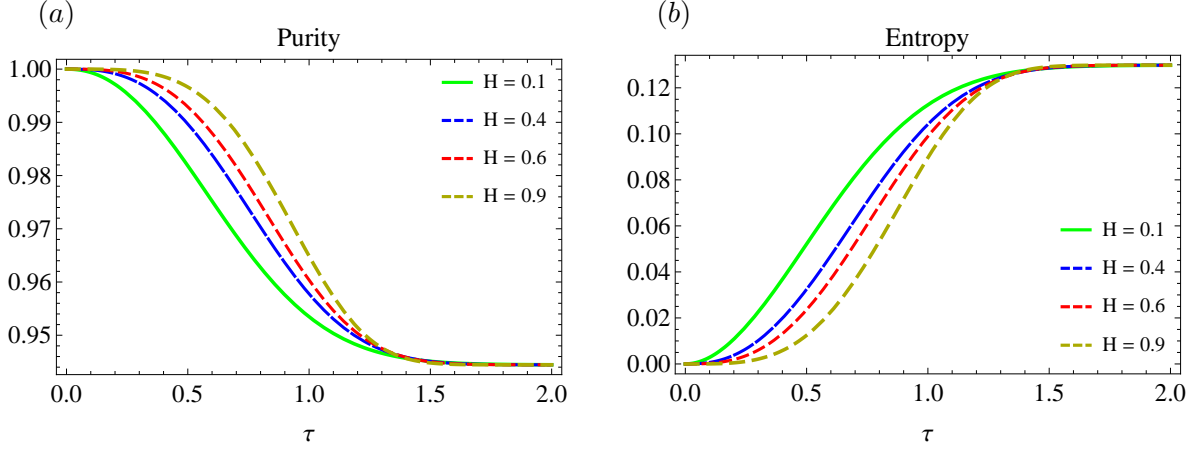 (a)
Purity
1.00
0.99
0.98
0.97
0.96
0.95
H = 0.1
H = 0.4
H = 0.6
H = 0.9
0.0 0.5 1.0 1.5 2.0
τ
(b)
Entropy
0.12
0.10
0.08
0.06
0.04
0.02
0.00
H = 0.1
H = 0.4
H = 0.6
H = 0.9
0.0 0.5 1.0 1.5 2.0
τ